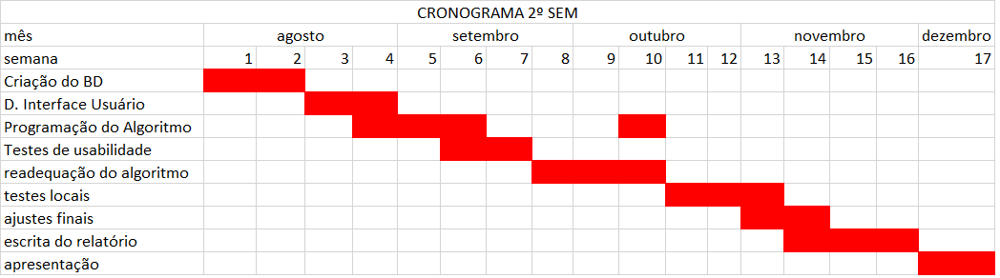 CRONOGRAMA 2º SEM
mês agosto setembro outubro novembro dezembro
semana 1 2 3 4 5 6 7 8 9 10 11 12 13 14 15 16 17
Criação do BD
D. Interface Usuário
Programação do Algoritmo
Testes de usabilidade
readequação do algoritmo
testes locais
ajustes finais
escrita do relatório
apresentação